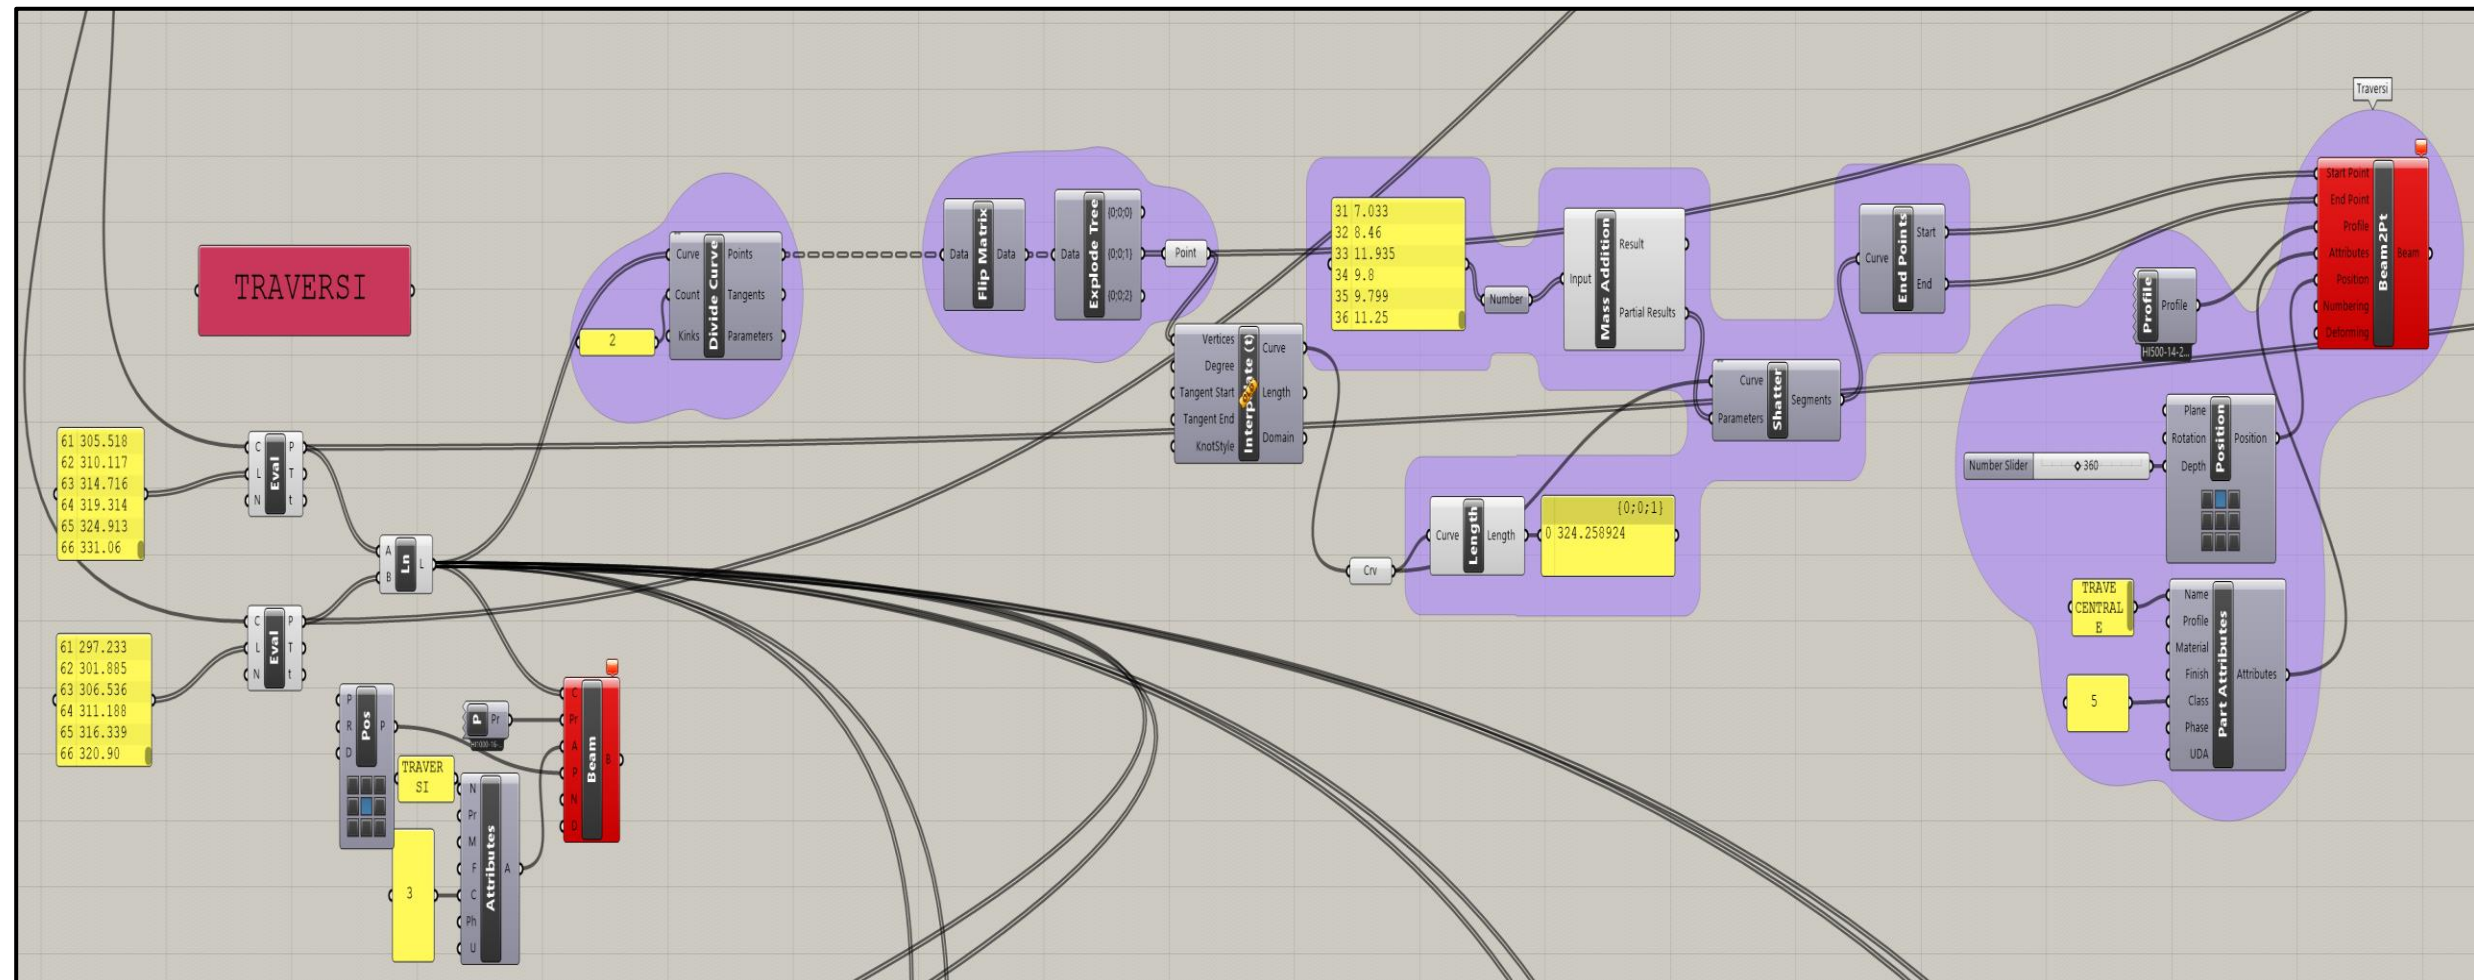 Traversi
TRAVERSI
Curve
Count
Kinks
Divide Curve
Points
Tangents
Parameters
2
Data
Flip Matrix
Data
Data
Explode Tree
{0;0;0}
{0;0;1}
{0;0;2}
Point
Vertices
Degree
Tangent Start
Tangent End
KnotStyle
Interpolate (t)
Curve
Length
Domain
31 7.033
32 8.46
33 11.935
34 9.8
35 9.799
36 11.25
Number
Input
Mass Addition
Result
Partial Results
Curve
Parameters
Shatter
Segments
Curve
End Points
Start
End
Start Point
End Point
Profile
Attributes
Position
Numbering
Deforming
Beam2Pt
Beam
Profile
Profile
HI500-14-2...
Plane
Rotation
Depth
Position
Position
Number Slider
360
TRAVE
CENTRAL
E
5
Name
Profile
Material
Finish
Class
Phase
UDA
Part Attributes
Attributes
Crv
Curve
Length
Length
{0;0;1}
0 324.258924
61 305.518
62 310.117
63 314.716
64 319.314
65 324.913
66 331.06
C
L
N
Eval
P
T
t
A
B
Ln
L
61 297.233
62 301.885
63 306.536
64 311.188
65 316.339
66 320.90
C
L
N
Eval
P
T
t
P
R
D
Pos
P
P
Pr
HI1000-16-...
TRAVER
SI
3
N
Pr
M
F
C
Ph
U
Attributes
A
C
Pr
A
P
N
D
Beam
B